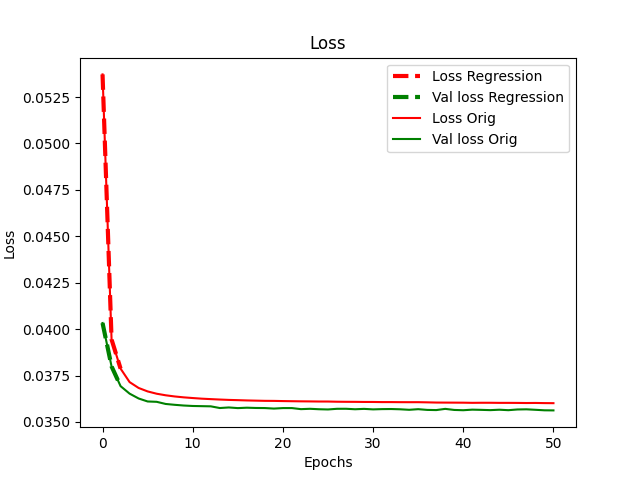 Loss
Loss Regression
Val loss Regression
Loss Orig
Val loss Orig
0.0525
0.0500
0.0475
0.0450
0.0425
0.0400
0.0375
0.0350
Loss
0
10
20
30
40
50
Epochs